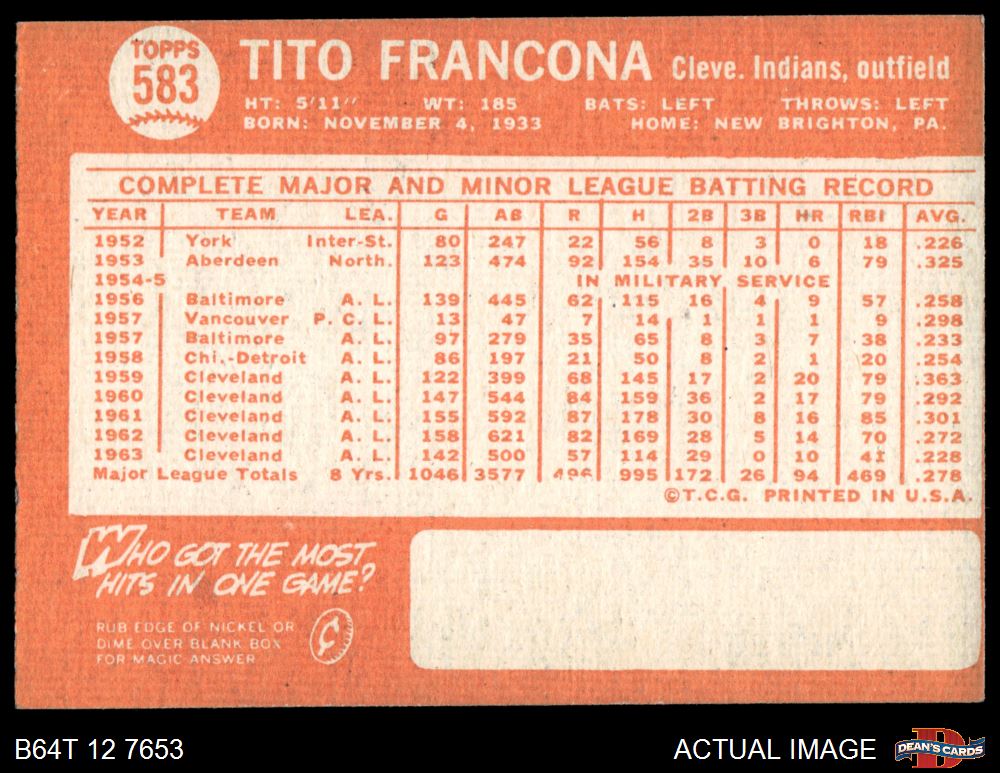 TOPPS
583
TITO FRANCONA Cleve. Indians, outfield
HT: 5'11" WT: 185 BATS: LEFT THROWS: LEFT
BORN: NOVEMBER 4, 1933 HOME: NEW BRIGHTON, PA.
COMPLETE MAJOR AND MINOR LEAGUE BATTING RECORD
YEAR TEAM LEA. G AB R H 2B 3B HR RBI AVG.
1952 York Inter-St. 80 247 22 56 8 3 0 18 .226
1953 Aberdeen North. 123 474 92 154 35 10 6 79 .325
1954-5 IN MILITARY SERVICE
1956 Baltimore A. L. 139 445 62 115 16 4 9 57 .258
1957 Vancouver P. C. L. 13 47 7 14 1 1 1 9 .298
1957 Baltimore A. L. 97 279 35 65 8 3 7 38 .233
1958 Chi.-Detroit A. L. 86 197 21 50 8 2 1 20 .254
1959 Cleveland A. L. 122 399 68 145 17 2 20 79 .363
1960 Cleveland A. L. 147 544 84 159 36 2 17 79 .292
1961 Cleveland A. L. 155 592 87 178 30 8 16 85 .301
1962 Cleveland A. L. 158 621 82 169 28 5 14 70 .272
1963 Cleveland A. L. 142 500 57 114 29 0 10 41 .228
Major League Totals 8 Yrs. 1046 3577 496 995 172 26 94 469 .278
©T.C.G. PRINTED IN U.S.A.
WHO GOT THE MOST
HITS IN ONE GAME?
RUB EDGE OF NICKEL OR
DIME OVER BLANK BOX
FOR MAGIC ANSWER
¢
B64T 12 7653 ACTUAL IMAGE
D
DEAN'S CARDS